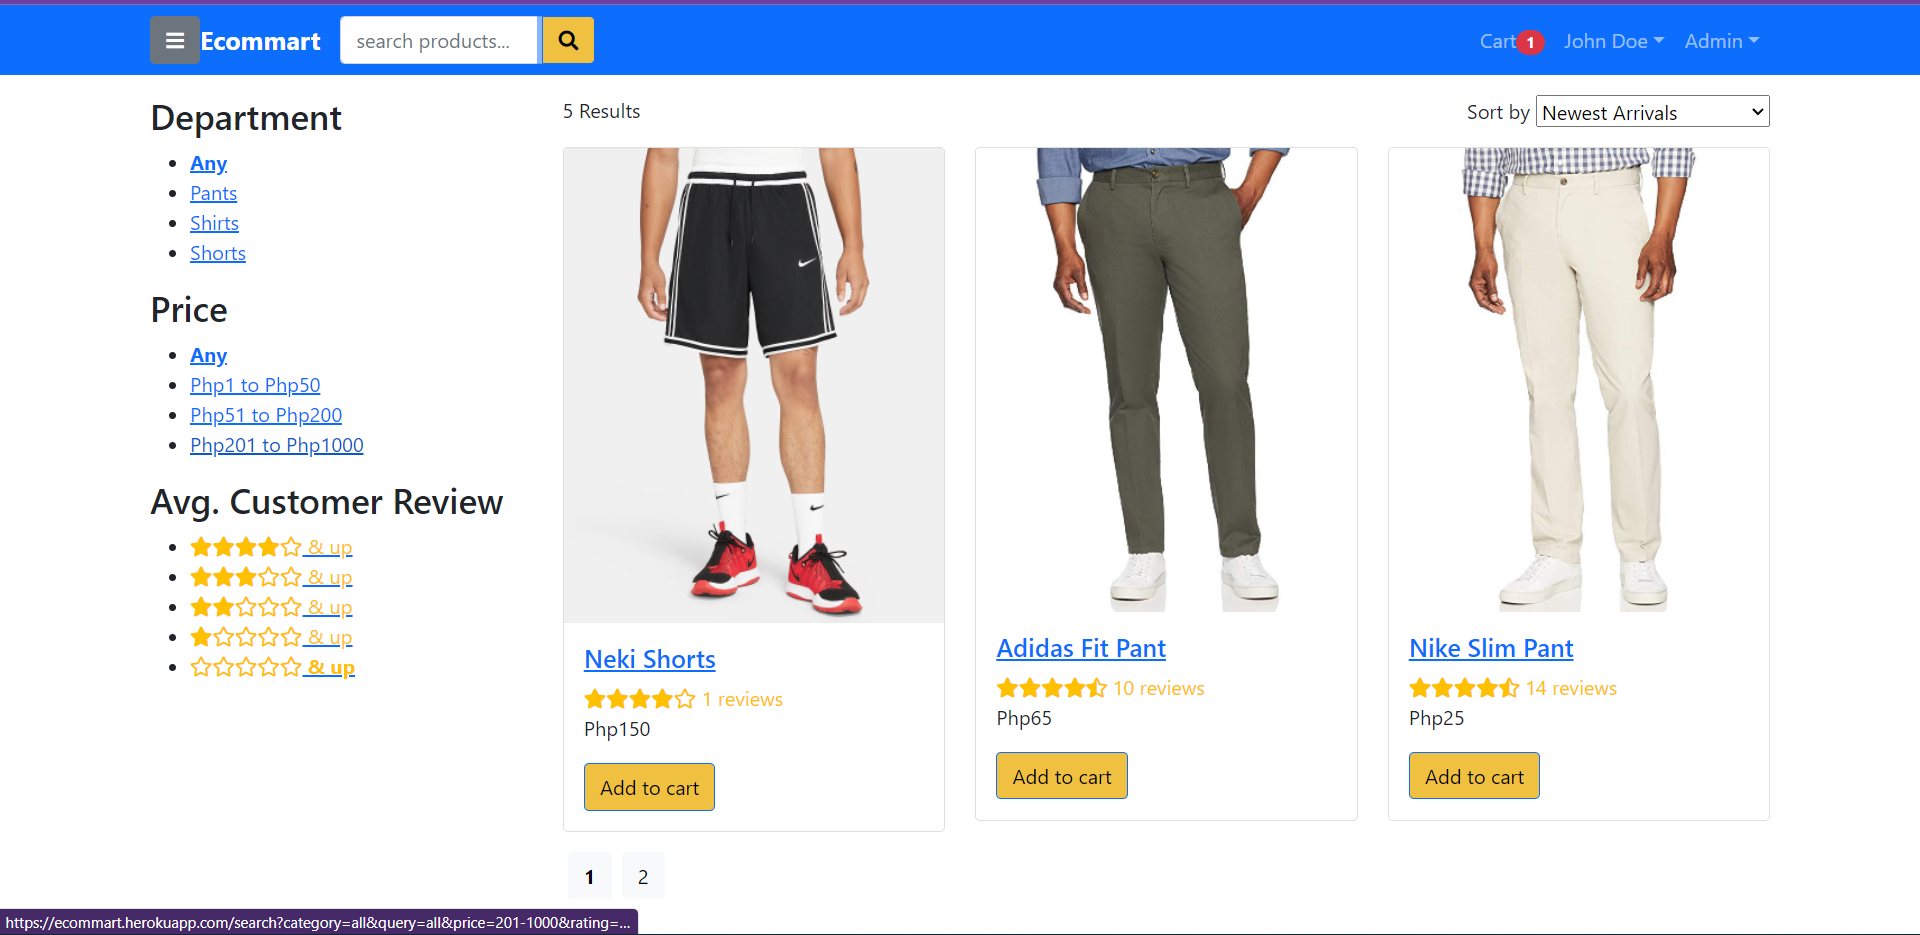 Ecommart
search products...
Cart 1
John Doe
Admin
Department
Any
Pants
Shirts
Shorts
Price
Any
Php1 to Php50
Php51 to Php200
Php201 to Php1000
Avg. Customer Review
& up
& up
& up
& up
& up
5 Results
Sort by Newest Arrivals
Neki Shorts
1 reviews
Php150
Add to cart
Adidas Fit Pant
10 reviews
Php65
Add to cart
Nike Slim Pant
14 reviews
Php25
Add to cart
1 2
https://ecommart.herokuapp.com/search?category=all&query=all&price=201-1000&rating=...